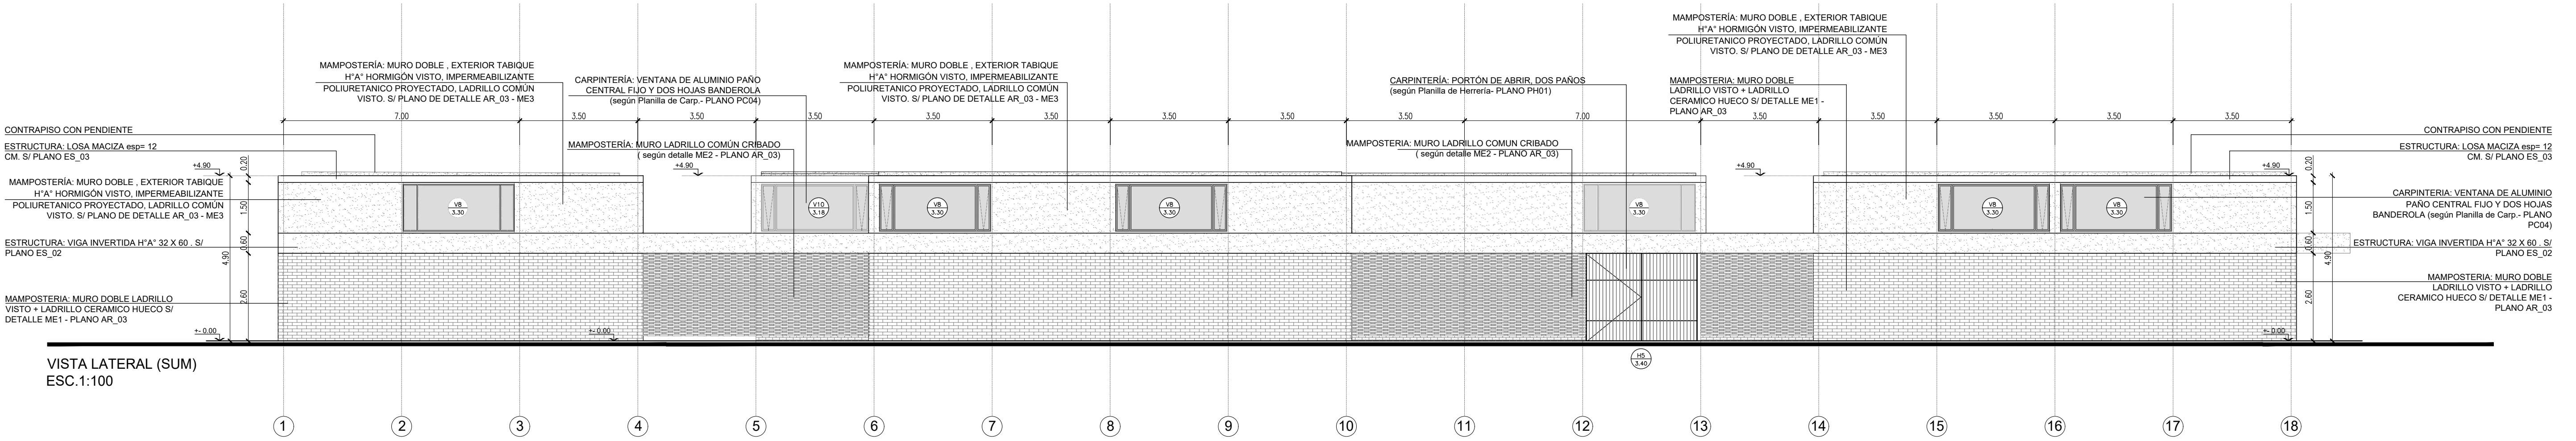 MAMPOSTERÍA: MURO DOBLE , EXTERIOR TABIQUE
H°A° HORMIGÓN VISTO, IMPERMEABILIZANTE
POLIURETANICO PROYECTADO, LADRILLO COMÚN
VISTO. S/ PLANO DE DETALLE AR_03 - ME3
CARPINTERÍA: VENTANA DE ALUMINIO PAÑO
CENTRAL FIJO Y DOS HOJAS BANDEROLA
(según Planilla de Carp.- PLANO PC04)
MAMPOSTERÍA: MURO DOBLE , EXTERIOR TABIQUE
H°A° HORMIGÓN VISTO, IMPERMEABILIZANTE
POLIURETANICO PROYECTADO, LADRILLO COMÚN
VISTO. S/ PLANO DE DETALLE AR_03 - ME3
CARPINTERÍA: PORTÓN DE ABRIR, DOS PAÑOS
(según Planilla de Herrería- PLANO PH01)
MAMPOSTERÍA: MURO DOBLE , EXTERIOR TABIQUE
H°A° HORMIGÓN VISTO, IMPERMEABILIZANTE
POLIURETANICO PROYECTADO, LADRILLO COMÚN
VISTO. S/ PLANO DE DETALLE AR_03 - ME3
MAMPOSTERIA: MURO DOBLE
LADRILLO VISTO + LADRILLO
CERAMICO HUECO S/ DETALLE ME1 -
PLANO AR_03
7.00 3.50 3.50 3.50 3.50 3.50 3.50 3.50 3.50 3.50 7.00 3.50 3.50 3.50 3.50 3.50
CONTRAPISO CON PENDIENTE
ESTRUCTURA: LOSA MACIZA esp= 12
CM. S/ PLANO ES_03
MAMPOSTERÍA: MURO DOBLE , EXTERIOR TABIQUE
H°A° HORMIGÓN VISTO, IMPERMEABILIZANTE
POLIURETANICO PROYECTADO, LADRILLO COMÚN
VISTO. S/ PLANO DE DETALLE AR_03 - ME3
ESTRUCTURA: VIGA INVERTIDA H°A° 32 X 60 . S/
PLANO ES_02
MAMPOSTERIA: MURO DOBLE LADRILLO
VISTO + LADRILLO CERAMICO HUECO S/
DETALLE ME1 - PLANO AR_03
+4.90
0.20
1.50
0.60
4.90
2.60
+- 0.00
MAMPOSTERÍA: MURO LADRILLO COMÚN CRIBADO
( según detalle ME2 - PLANO AR_03)
+4.90
+- 0.00
MAMPOSTERÍA: MURO LADRILLO COMUN CRIBADO
( según detalle ME2 - PLANO AR_03)
+4.90
V8
3.30
V10
3.18
V8
3.30
V8
3.30
V8
3.30
V8
3.30
V8
3.30
H5
3.40
CONTRAPISO CON PENDIENTE
ESTRUCTURA: LOSA MACIZA esp= 12
CM. S/ PLANO ES_03
CARPINTERIA: VENTANA DE ALUMINIO
PAÑO CENTRAL FIJO Y DOS HOJAS
BANDEROLA (según Planilla de Carp.- PLANO
PC04)
ESTRUCTURA: VIGA INVERTIDA H°A° 32 X 60 . S/
PLANO ES_02
MAMPOSTERIA: MURO DOBLE
LADRILLO VISTO + LADRILLO
CERAMICO HUECO S/ DETALLE ME1 -
PLANO AR_03
+4.90
0.20
1.50
0.60
4.90
2.60
+- 0.00
VISTA LATERAL (SUM)
ESC.1:100
1 2 3 4 5 6 7 8 9 10 11 12 13 14 15 16 17 18